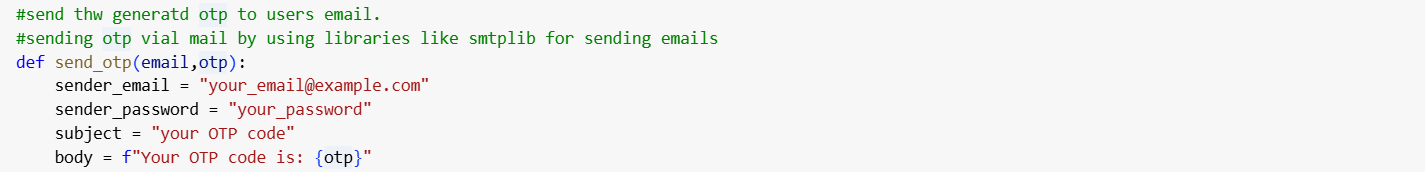 #send thw generatd otp to users email.
#sending otp vial mail by using libraries like smtplib for sending emails
def send_otp(email,otp):
    sender_email = "your_email@example.com"
    sender_password = "your_password"
    subject = "your OTP code"
    body = f"Your OTP code is: {otp}"